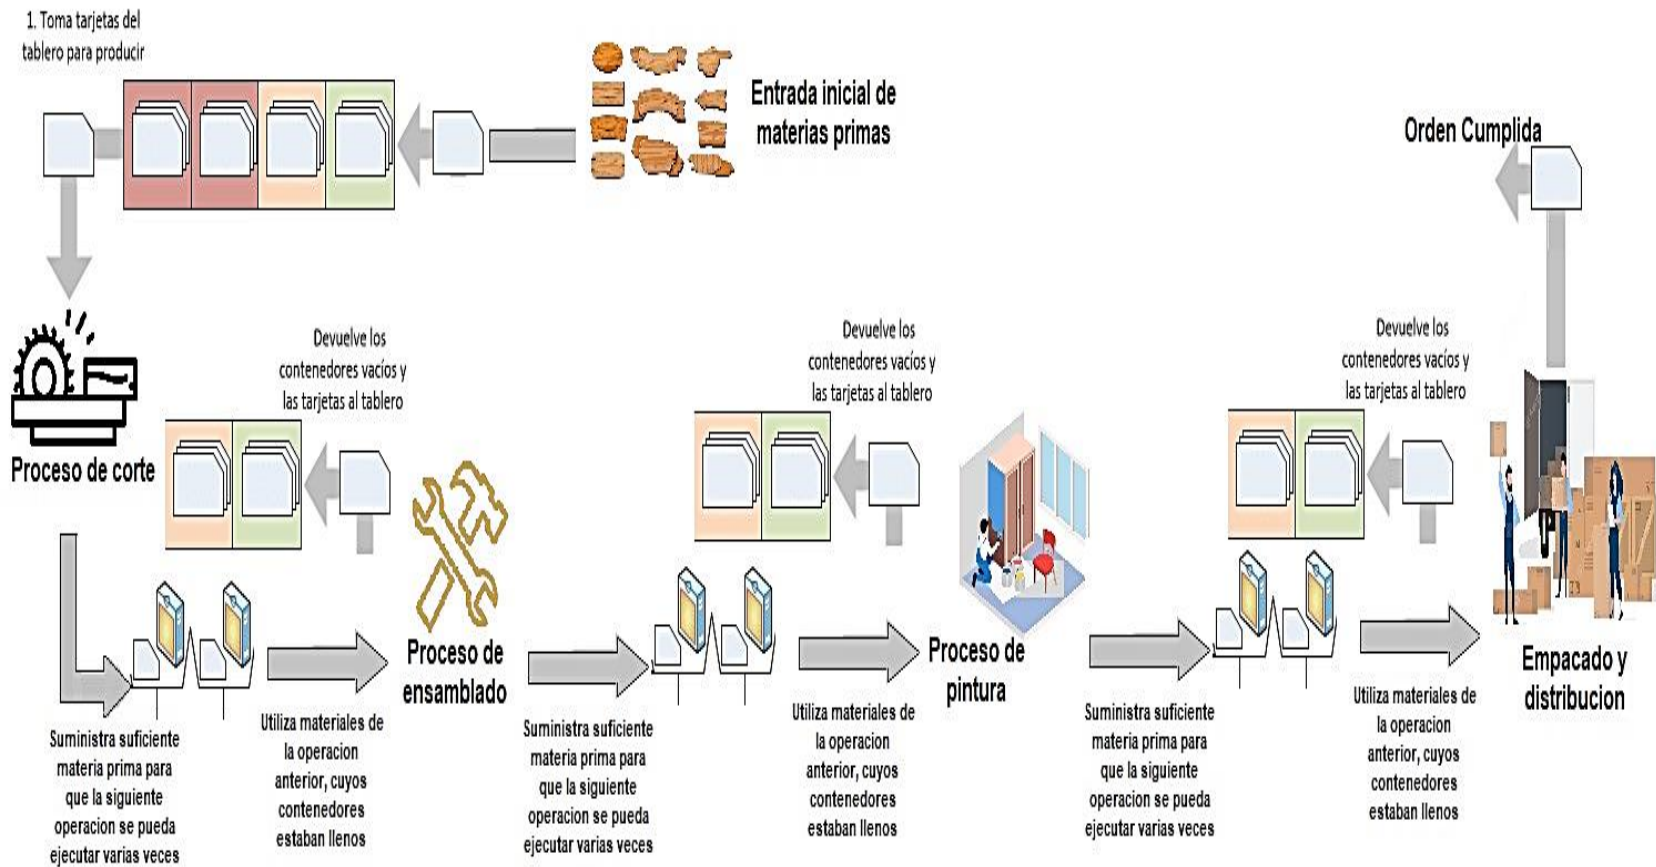 1. Toma tarjetas del
tablero para producir
Entrada inicial de
materias primas
Orden Cumplida
Proceso de corte
Devuelve los
contenedores vacíos y
las tarjetas al tablero
Devuelve los
contenedores vacíos y
las tarjetas al tablero
Devuelve los
contenedores vacíos y
las tarjetas al tablero
Proceso de
ensamblado
Proceso de
pintura
Empacado y
distribucion
Suministra suficiente
materia prima para
que la siguiente
operacion se pueda
ejecutar varias veces
Utiliza materiales de
la operacion
anterior, cuyos
contenedores
estaban llenos
Suministra suficiente
materia prima para
que la siguiente
operacion se pueda
ejecutar varias veces
Utiliza materiales de
la operacion
anterior, cuyos
contenedores
estaban llenos
Suministra suficiente
materia prima para
que la siguiente
operacion se pueda
ejecutar varias veces
Utiliza materiales de
la operacion
anterior, cuyos
contenedores
estaban llenos